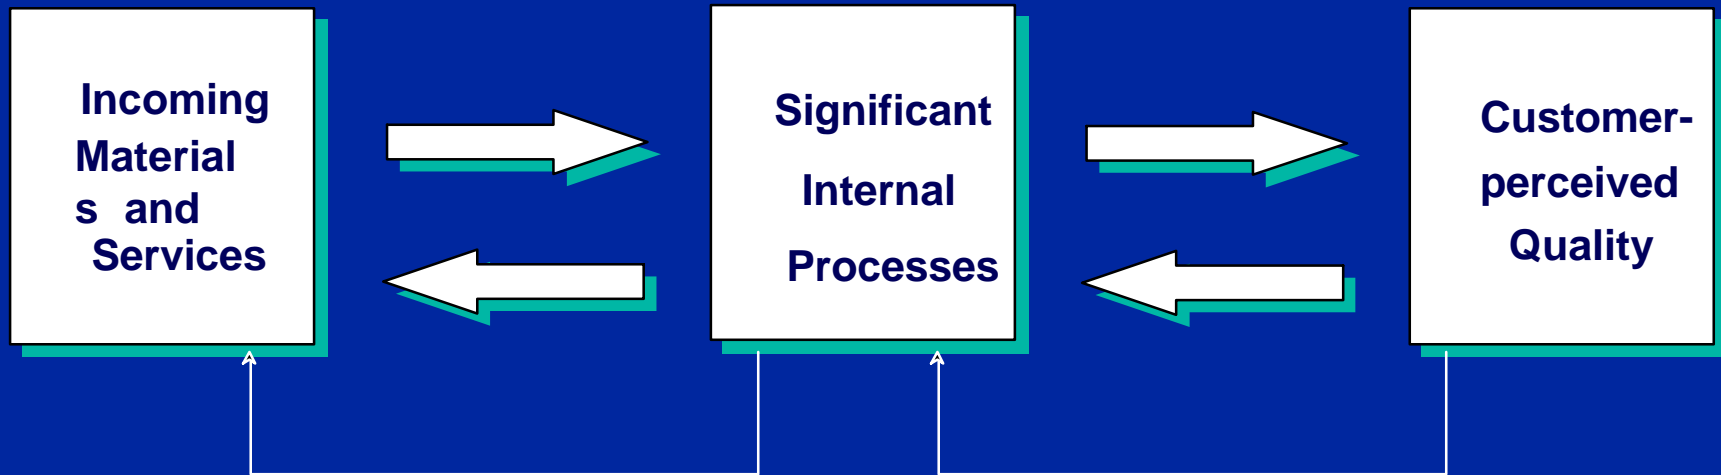 Incoming
Material
s and
Services
Significant
Internal
Processes
Customer-
perceived
Quality